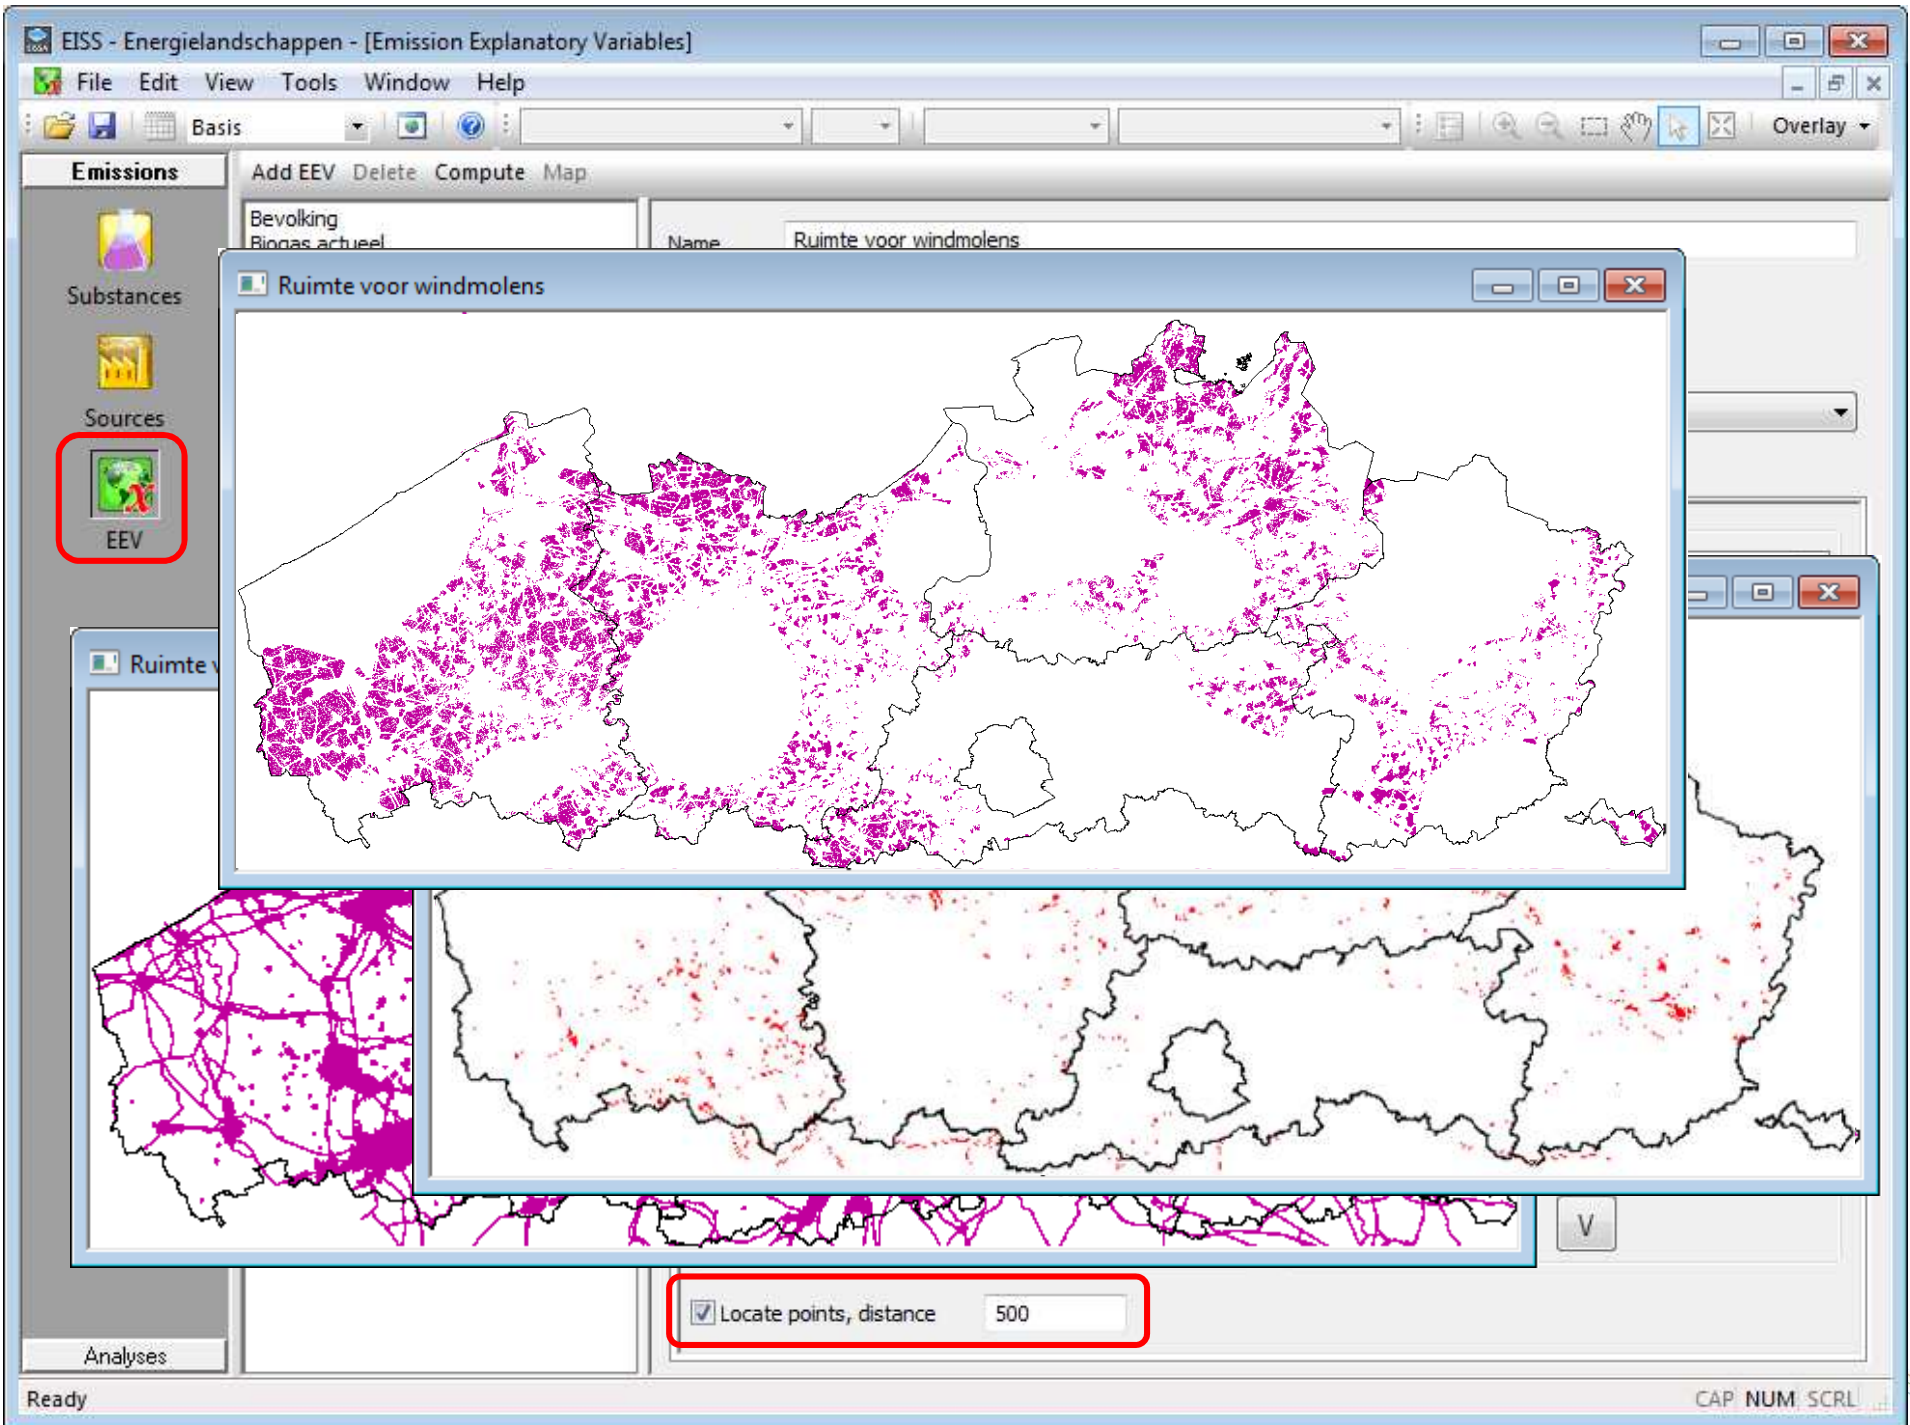 EISS - Energielandschappen - [Emission Explanatory Variables]
File Edit View Tools Window Help
Basis Overlay
Emissions
Add EEV Delete Compute Map
Bevolking
Biogas actueel
Name Ruimte voor windmolens
Substances
Ruimte voor windmolens
Sources
EEV
Ruimte v
V
Locate points, distance 500
Analyses
Ready CAP NUM SCRL